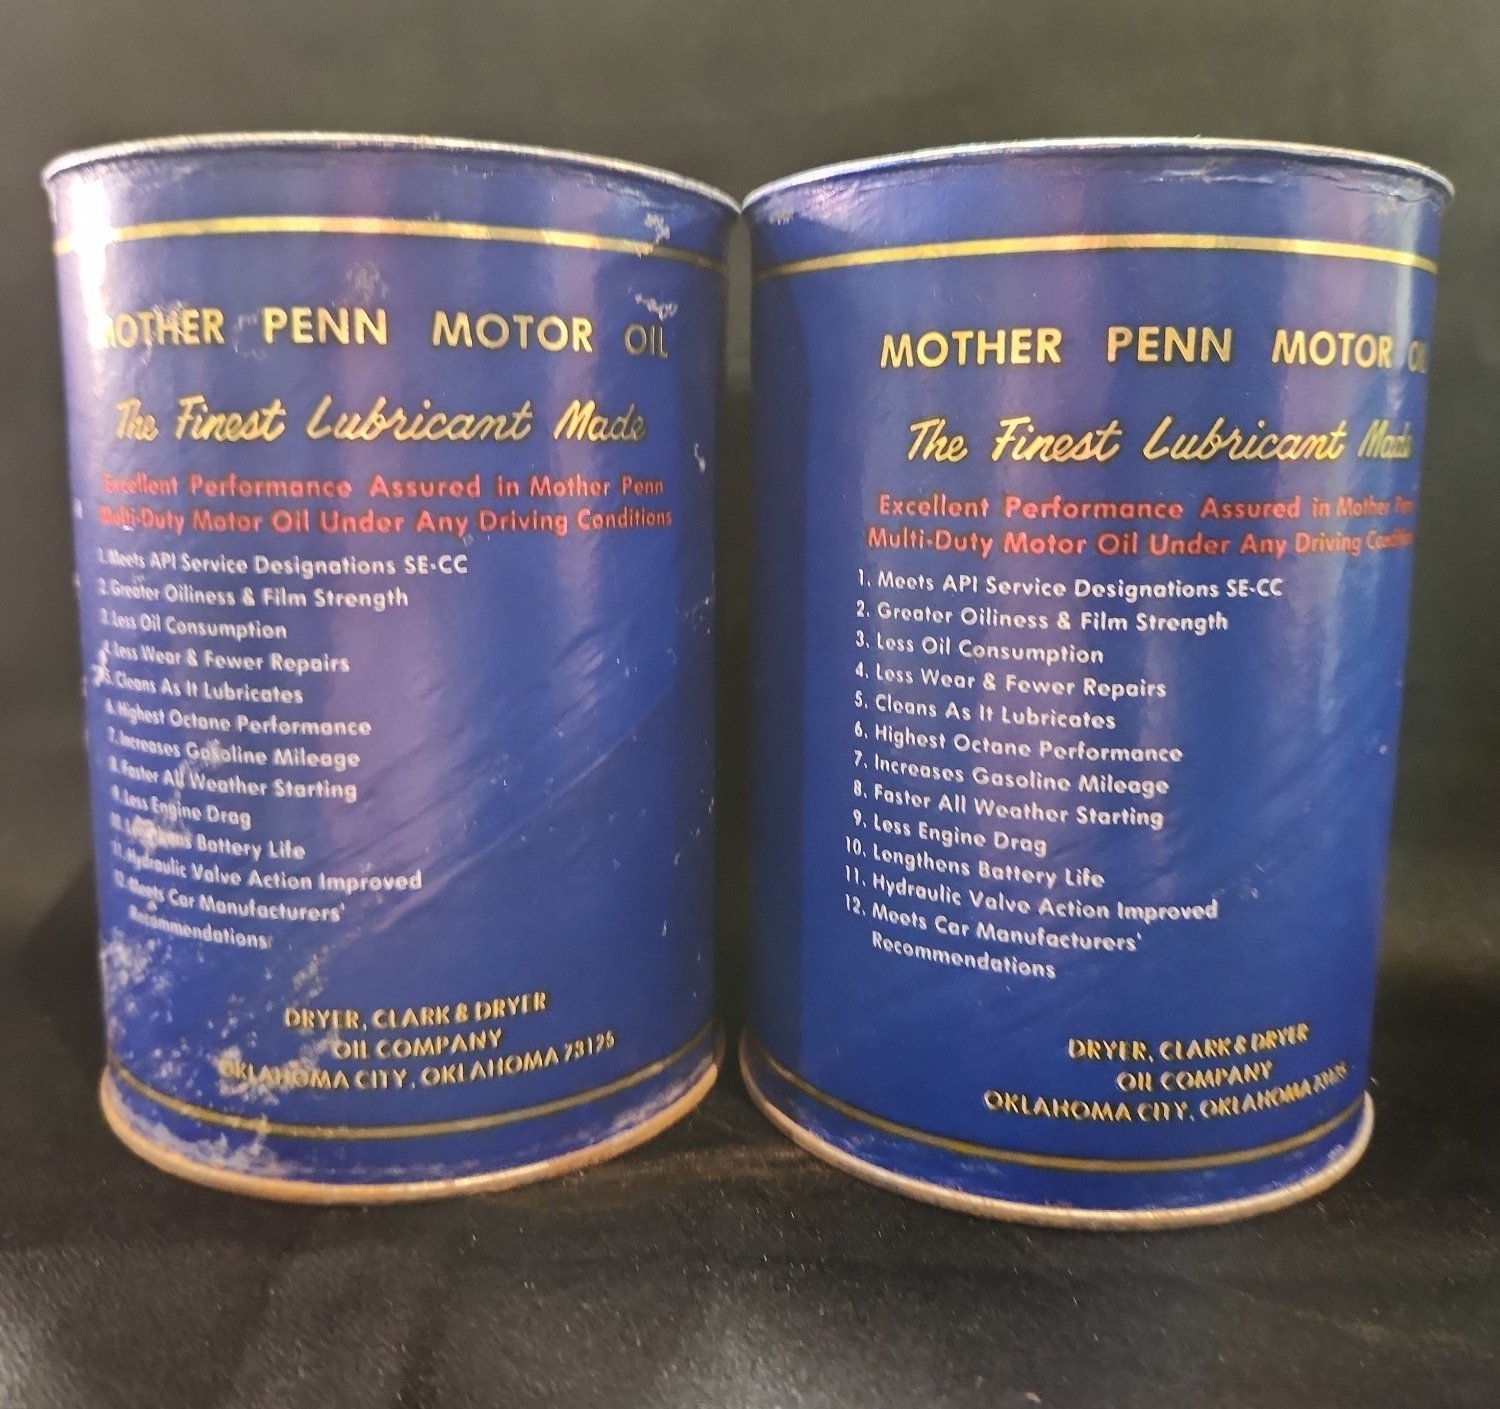 MOTHER PENN MOTOR OIL
The Finest Lubricant Made
Excellent Performance Assured in Mother Penn
Multi-Duty Motor Oil Under Any Driving Conditions
1. Meets API Service Designations SE-CC
2. Greater Oiliness & Film Strength
3. Less Oil Consumption
4. Less Wear & Fewer Repairs
5. Cleans As It Lubricates
6. Highest Octane Performance
7. Increases Gasoline Mileage
8. Faster All Weather Starting
9. Less Engine Drag
10. Lengthens Battery Life
11. Hydraulic Valve Action Improved
12. Meets Car Manufacturers'
Recommendations
DRYER, CLARK & DRYER
OIL COMPANY
OKLAHOMA CITY, OKLAHOMA 73125
MOTHER PENN MOTOR OIL
The Finest Lubricant Made
Excellent Performance Assured in Mother Penn
Multi-Duty Motor Oil Under Any Driving Conditions
1. Meets API Service Designations SE-CC
2. Greater Oiliness & Film Strength
3. Less Oil Consumption
4. Less Wear & Fewer Repairs
5. Cleans As It Lubricates
6. Highest Octane Performance
7. Increases Gasoline Mileage
8. Faster All Weather Starting
9. Less Engine Drag
10. Lengthens Battery Life
11. Hydraulic Valve Action Improved
12. Meets Car Manufacturers'
Recommendations
DRYER, CLARK & DRYER
OIL COMPANY
OKLAHOMA CITY, OKLAHOMA 73125